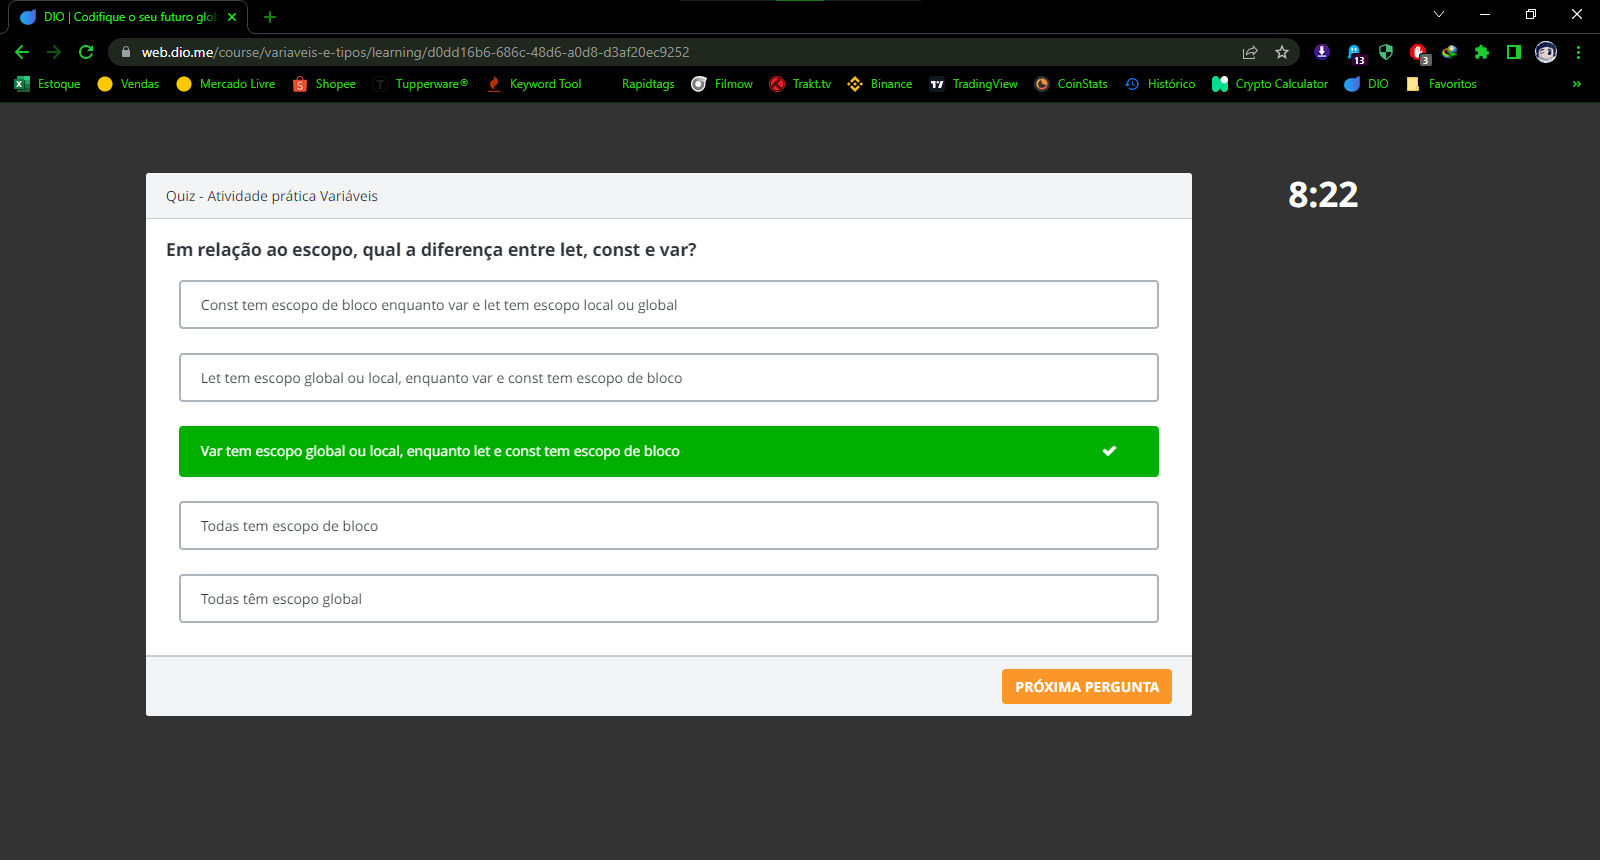 DIO | Codifique o seu futuro glob
web.dio.me/course/variaveis-e-tipos/learning/d0dd16b6-686c-48d6-a0d8-d3af20ec9252
13
3
Estoque
Vendas
Mercado Livre
Shopee
Tupperware®
Keyword Tool
Rapidtags
Filmow
Trakt.tv
Binance
TradingView
CoinStats
Histórico
Crypto Calculator
DIO
Favoritos
»
Quiz - Atividade prática Variáveis
8:22
Em relação ao escopo, qual a diferença entre let, const e var?
Const tem escopo de bloco enquanto var e let tem escopo local ou global
Let tem escopo global ou local, enquanto var e const tem escopo de bloco
Var tem escopo global ou local, enquanto let e const tem escopo de bloco
Todas tem escopo de bloco
Todas têm escopo global
PRÓXIMA PERGUNTA